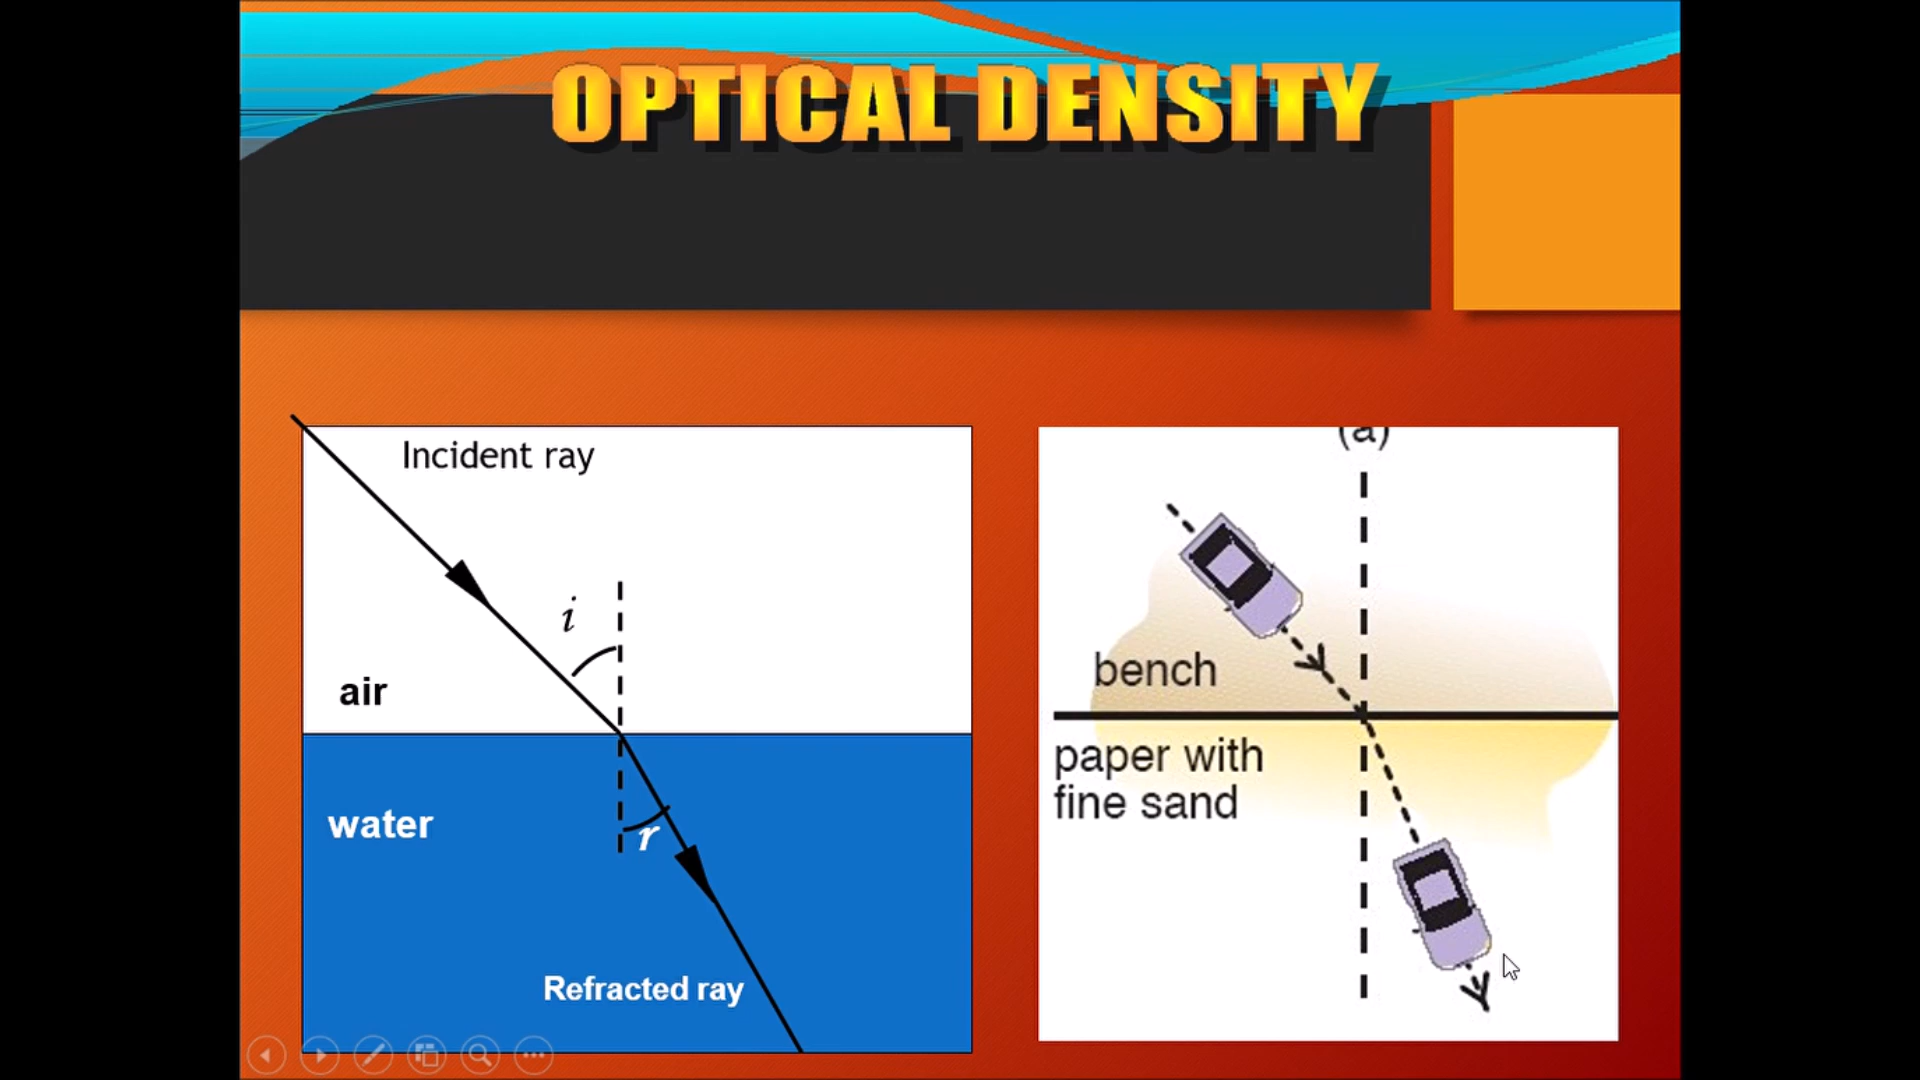 OPTICAL DENSITY
Incident ray
i
air
water
r
Refracted ray
(a)
bench
paper with
fine sand